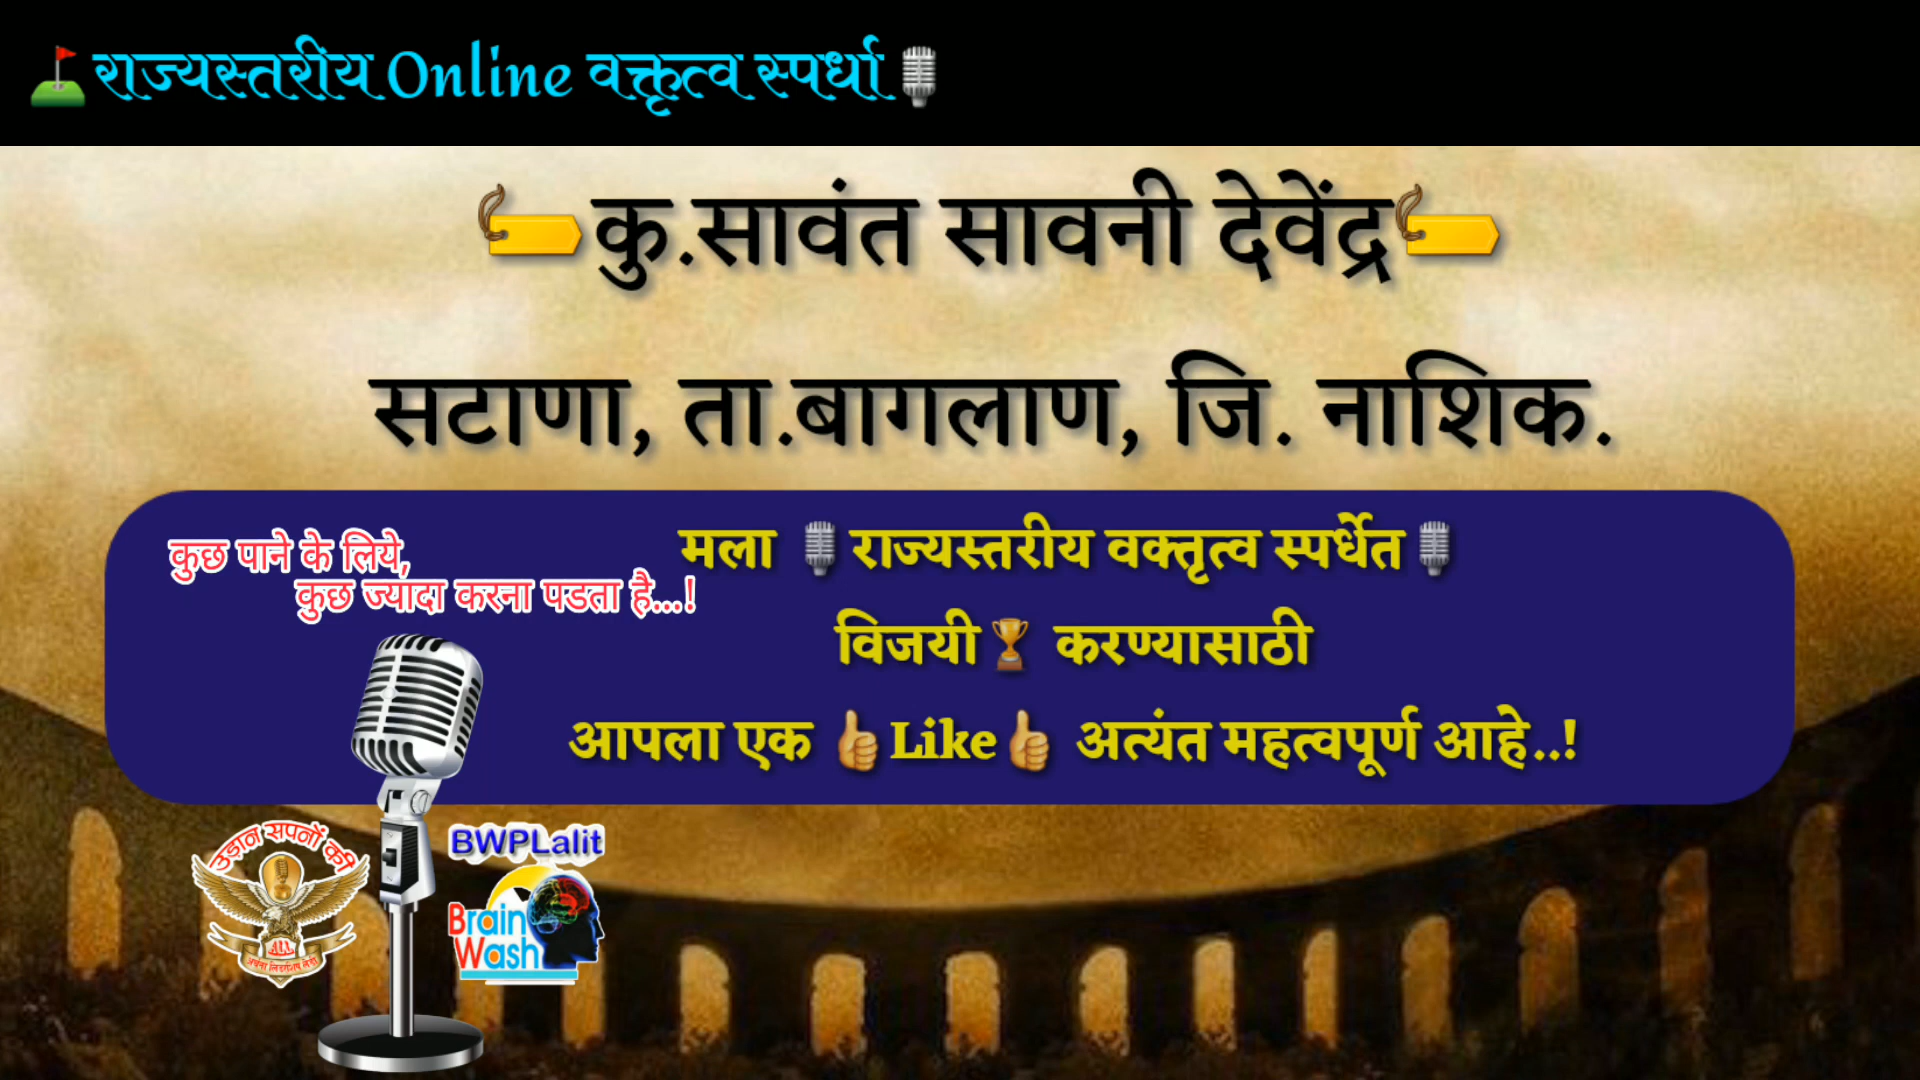 राज्यस्तरीय Online वक्तृत्व स्पर्धा
कु.सावंत सावनी देवेंद्र
सटाणा, ता.बागलाण, जि. नाशिक.
कुछ पाने के लिये,
कुछ ज्यादा करना पडता है...!
मला राज्यस्तरीय वक्तृत्व स्पर्धेत
विजयी करण्यासाठी
आपला एक Like अत्यंत महत्वपूर्ण आहे..!
उड़ान सपनों की
BWPLalit
Brain
Wash